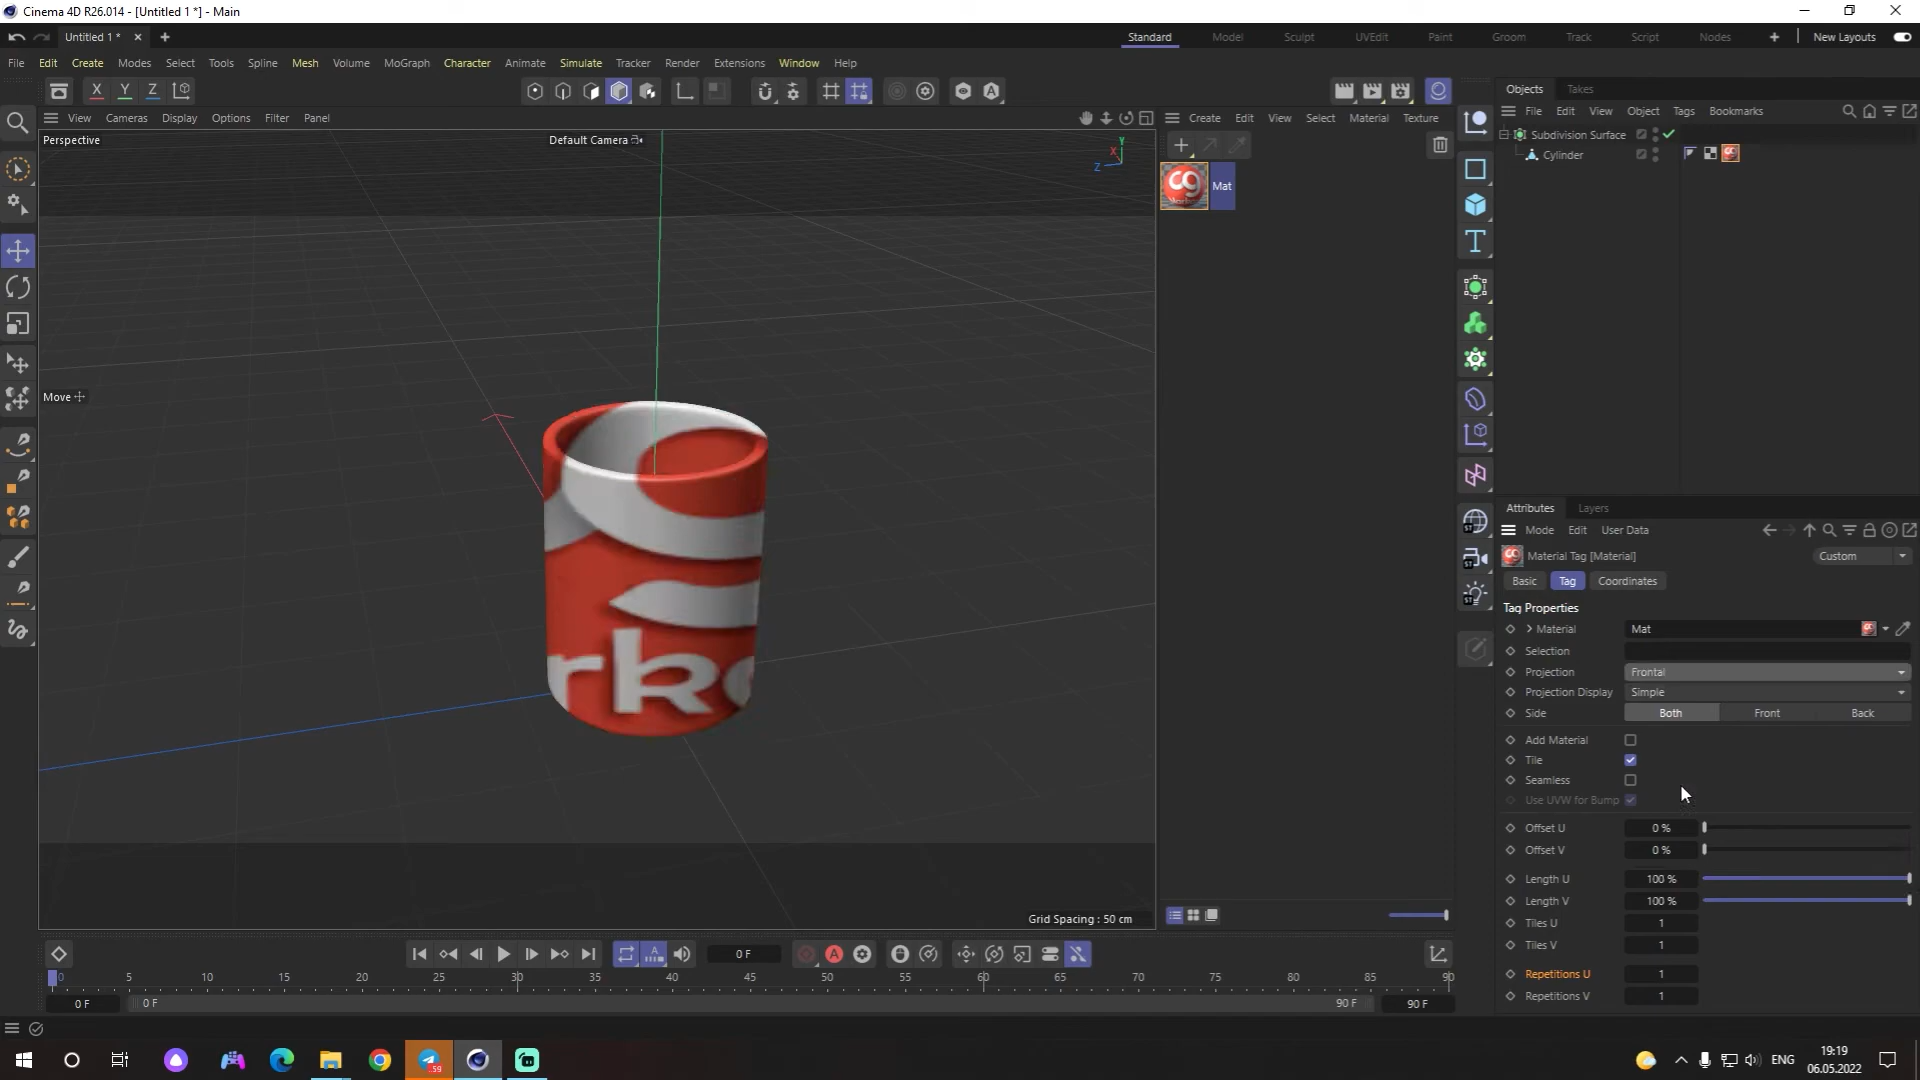 Cinema 4D R26.014 - [Untitled 1 *] - Main
Untitled 1 *
Standard Model Sculpt UVEdit Paint Groom Track Script Nodes New Layouts
File Edit Create Modes Select Tools Spline Mesh Volume MoGraph Character Animate Simulate Tracker Render Extensions Window Help
X Y Z
View Cameras Display Options Filter Panel
Perspective
Default Camera
Y
X
Z
Move
Grid Spacing : 50 cm
rk
Create Edit View Select Material Texture
cg
Mat
Objects Takes
File Edit View Object Tags Bookmarks
Subdivision Surface
Cylinder
Attributes Layers
Mode Edit User Data
Material Tag [Material]
Custom
Basic Tag Coordinates
Tag Properties
Material Mat
Selection
Projection Frontal
Projection Display Simple
Side Both Front Back
Add Material
Tile
Seamless
Use UVW for Bump
Offset U 0 %
Offset V 0 %
Length U 100 %
Length V 100 %
Tiles U 1
Tiles V 1
Repetitions U 1
Repetitions V 1
0 F
0 5 10 15 20 25 30 35 40 45 50 55 60 65 70 75 80 85 90
0 F 0 F 90 F 90 F
59
ENG
19:19
06.05.2022